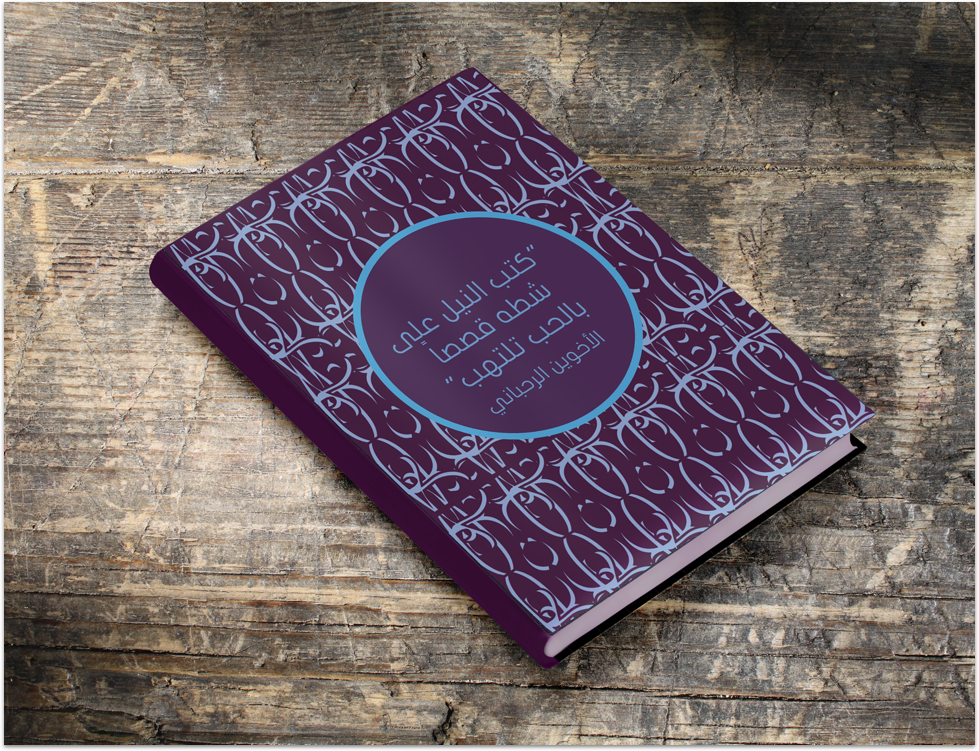 "كتب النيل على
شطه قصصاً
بالحب تلتهب"
الأخوين الرحباني